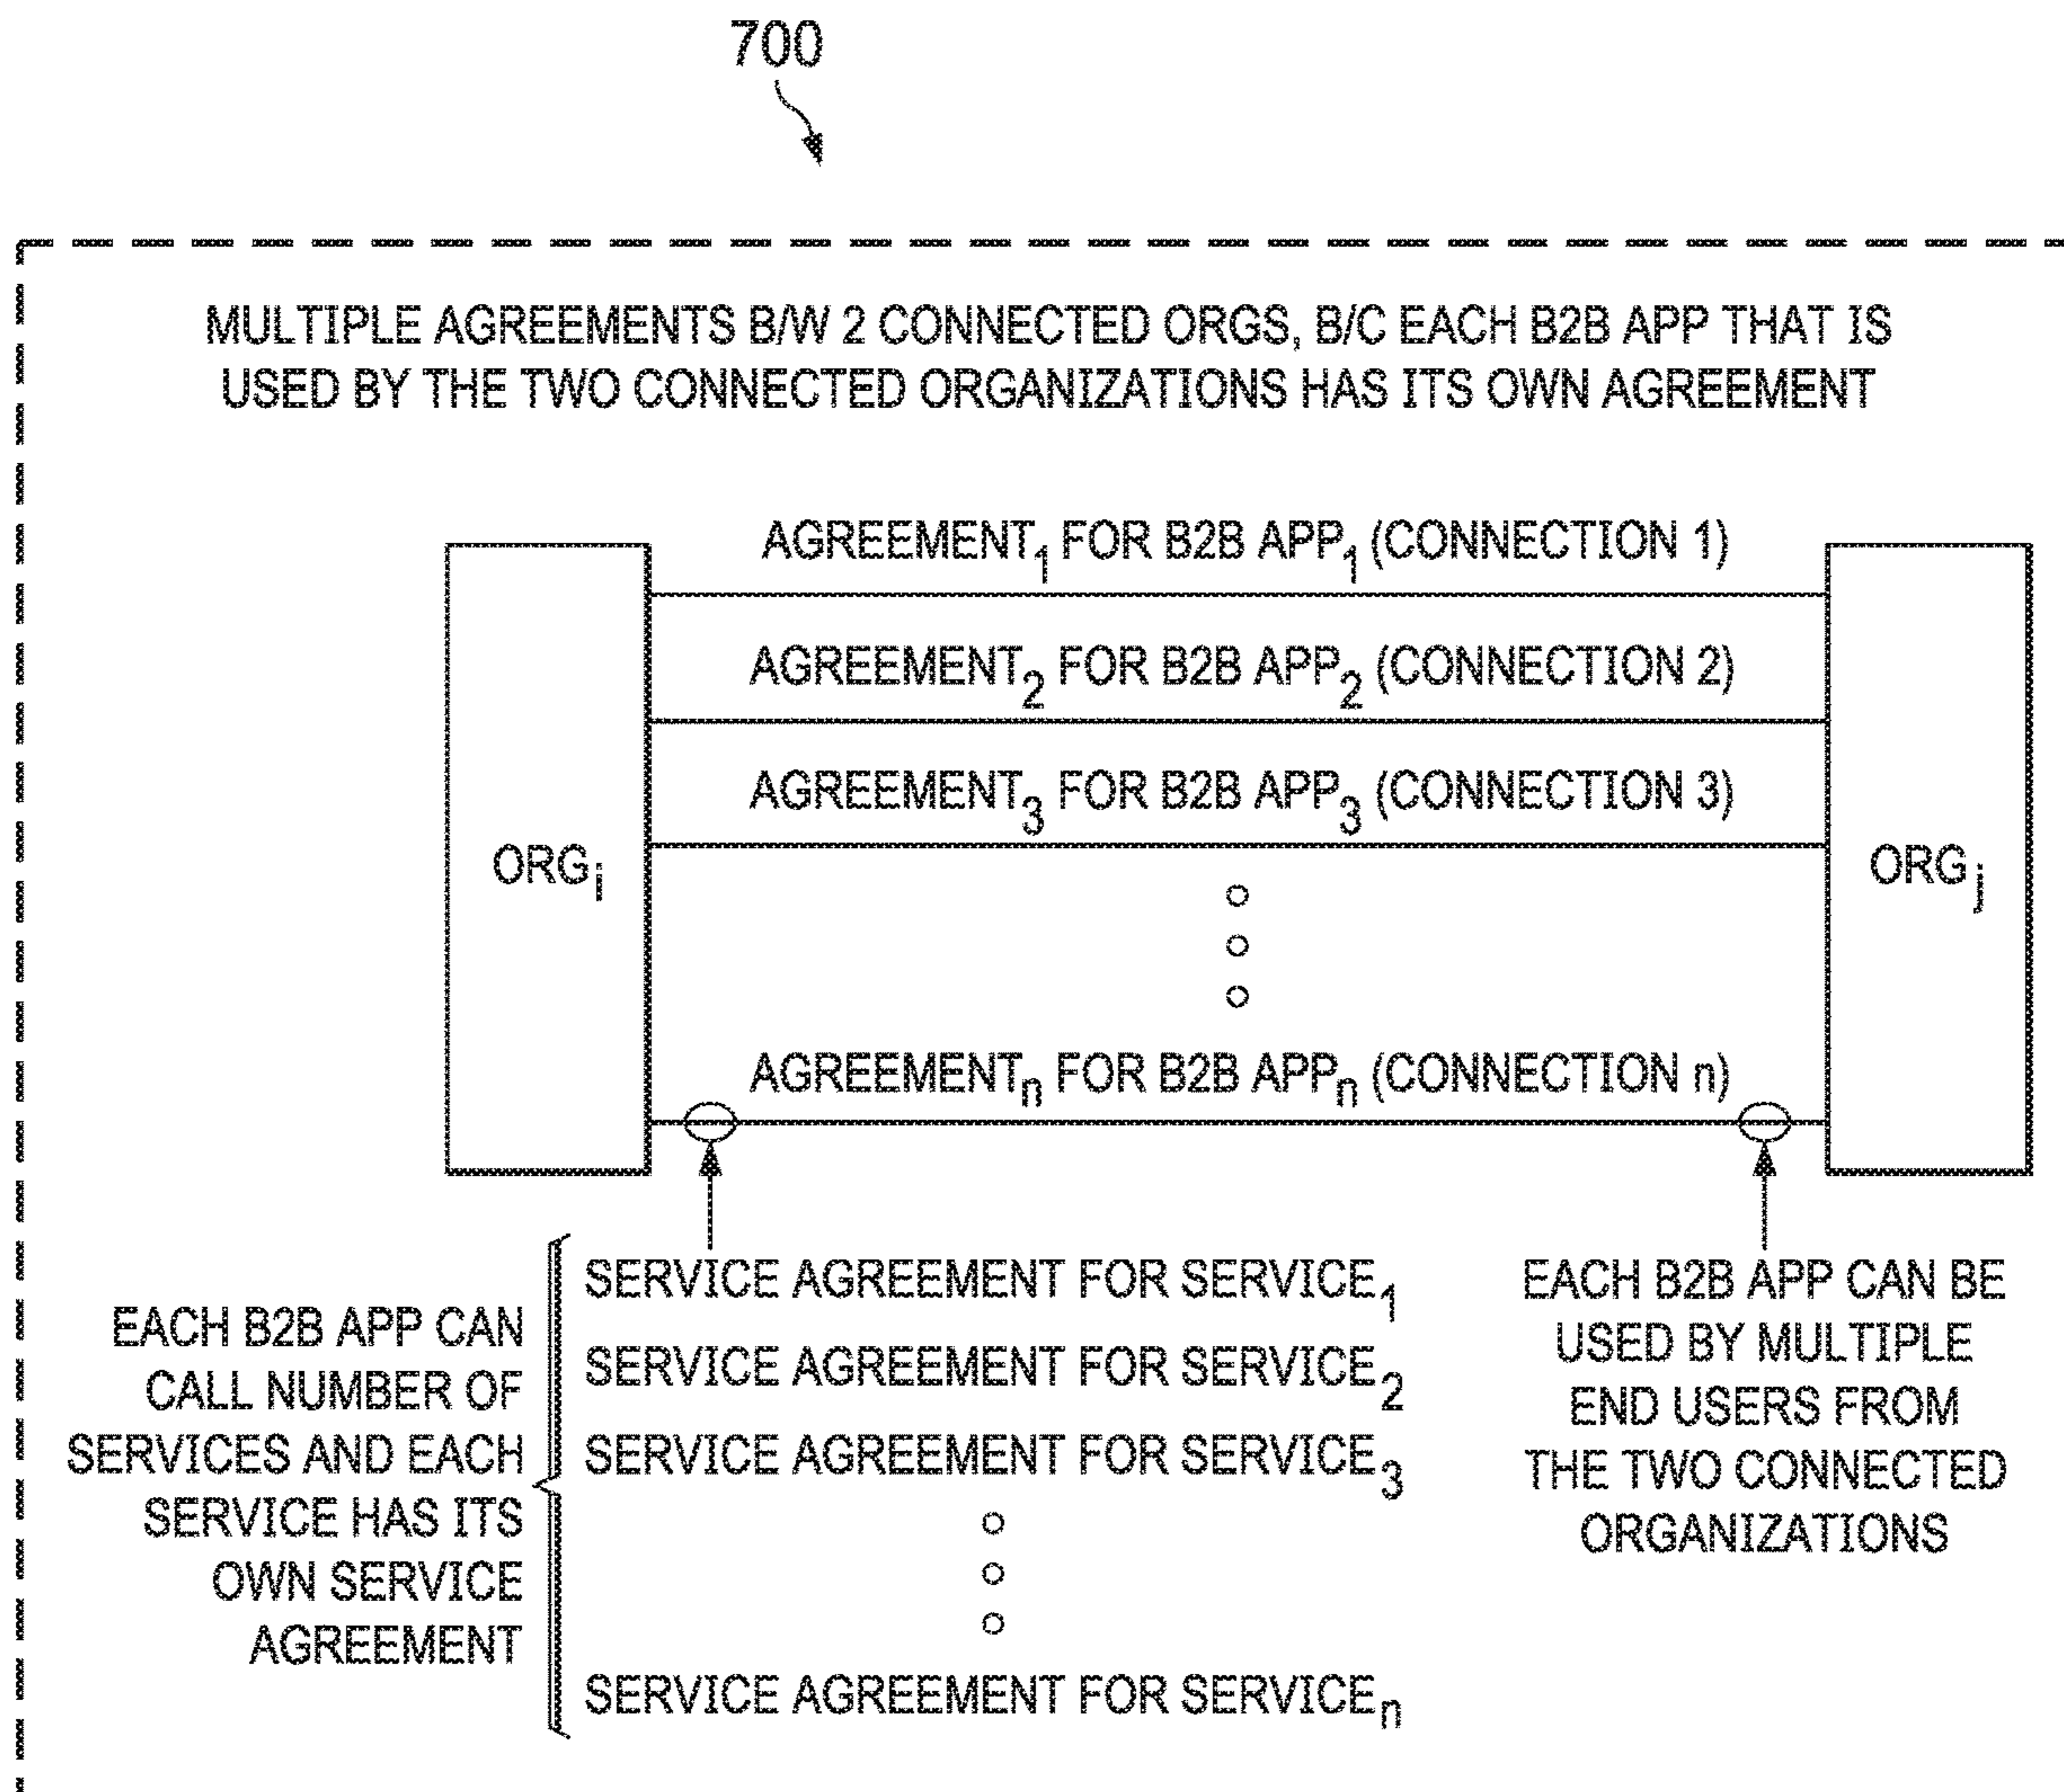 700
MULTIPLE AGREEMENTS B/W 2 CONNECTED ORGS, B/C EACH B2B APP THAT IS
USED BY THE TWO CONNECTED ORGANIZATIONS HAS ITS OWN AGREEMENT
AGREEMENT₁ FOR B2B APP₁ (CONNECTION 1)
AGREEMENT₂ FOR B2B APP₂ (CONNECTION 2)
AGREEMENT₃ FOR B2B APP₃ (CONNECTION 3)
ORGᵢ
ORGⱼ
AGREEMENTₙ FOR B2B APPₙ (CONNECTION n)
EACH B2B APP CAN
CALL NUMBER OF
SERVICES AND EACH
SERVICE HAS ITS
OWN SERVICE
AGREEMENT
SERVICE AGREEMENT FOR SERVICE₁
SERVICE AGREEMENT FOR SERVICE₂
SERVICE AGREEMENT FOR SERVICE₃
SERVICE AGREEMENT FOR SERVICEₙ
EACH B2B APP CAN BE
USED BY MULTIPLE
END USERS FROM
THE TWO CONNECTED
ORGANIZATIONS